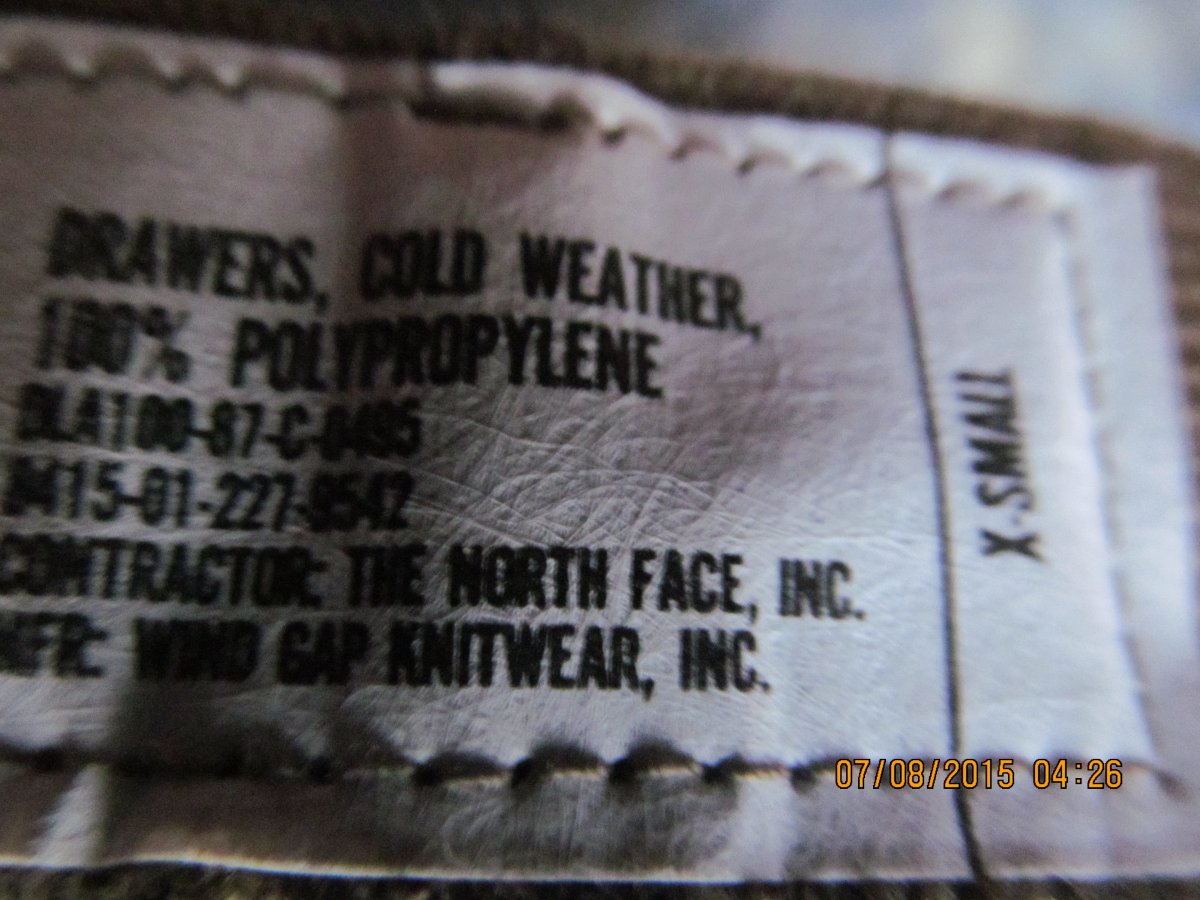 DRAWERS, COLD WEATHER,
100% POLYPROPYLENE
DLA100-87-C-0495
8415-01-227-9542
CONTRACTOR: THE NORTH FACE, INC.
MFR: WIND GAP KNITWEAR, INC.
X-SMALL
07/08/2015 04:26